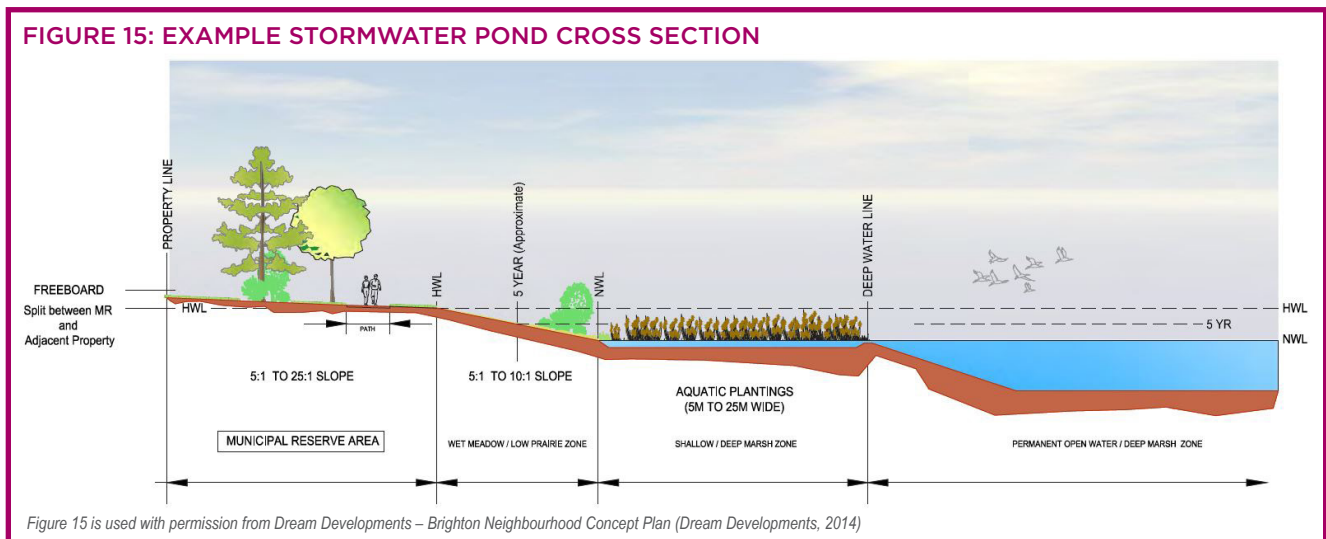 FIGURE 15: EXAMPLE STORMWATER POND CROSS SECTION
PROPERTY LINE
HWL
5 YEAR (Approximate)
NWL
DEEP WATER LINE
FREEBOARD
Split between MR
and
Adjacent Property
HWL
HWL
5 YR
NWL
PATH
5:1 TO 25:1 SLOPE
5:1 TO 10:1 SLOPE
AQUATIC PLANTINGS
(5M TO 25M WIDE)
MUNICIPAL RESERVE AREA
WET MEADOW / LOW PRAIRIE ZONE
SHALLOW / DEEP MARSH ZONE
PERMANENT OPEN WATER / DEEP MARSH ZONE
Figure 15 is used with permission from Dream Developments – Brighton Neighbourhood Concept Plan (Dream Developments, 2014)